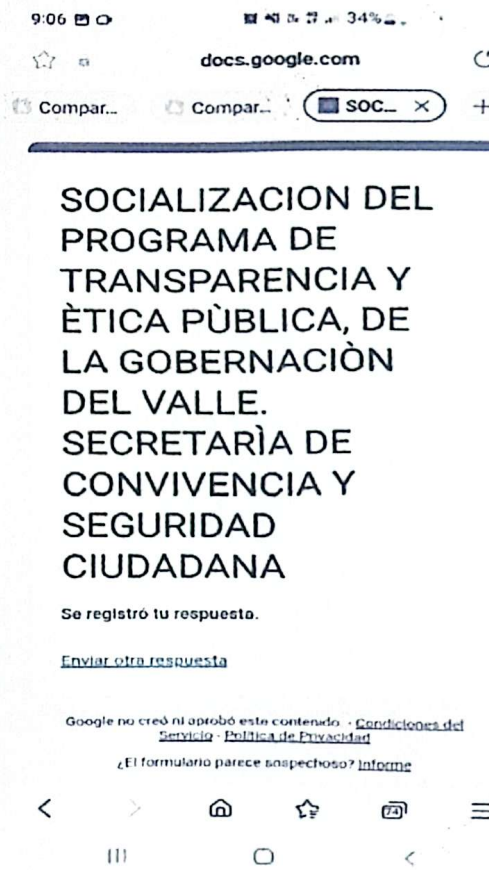 9:06 34%
docs.google.com
Compar... Compar... SOC...
SOCIALIZACION DEL
PROGRAMA DE
TRANSPARENCIA Y
ÈTICA PÙBLICA, DE
LA GOBERNACIÒN
DEL VALLE.
SECRETARÌA DE
CONVIVENCIA Y
SEGURIDAD
CIUDADANA
Se registró tu respuesta.
Enviar otra respuesta
Google no creó ni aprobó este contenido. · Condiciones del
Servicio · Política de Privacidad
¿El formulario parece sospechoso? Informe
74